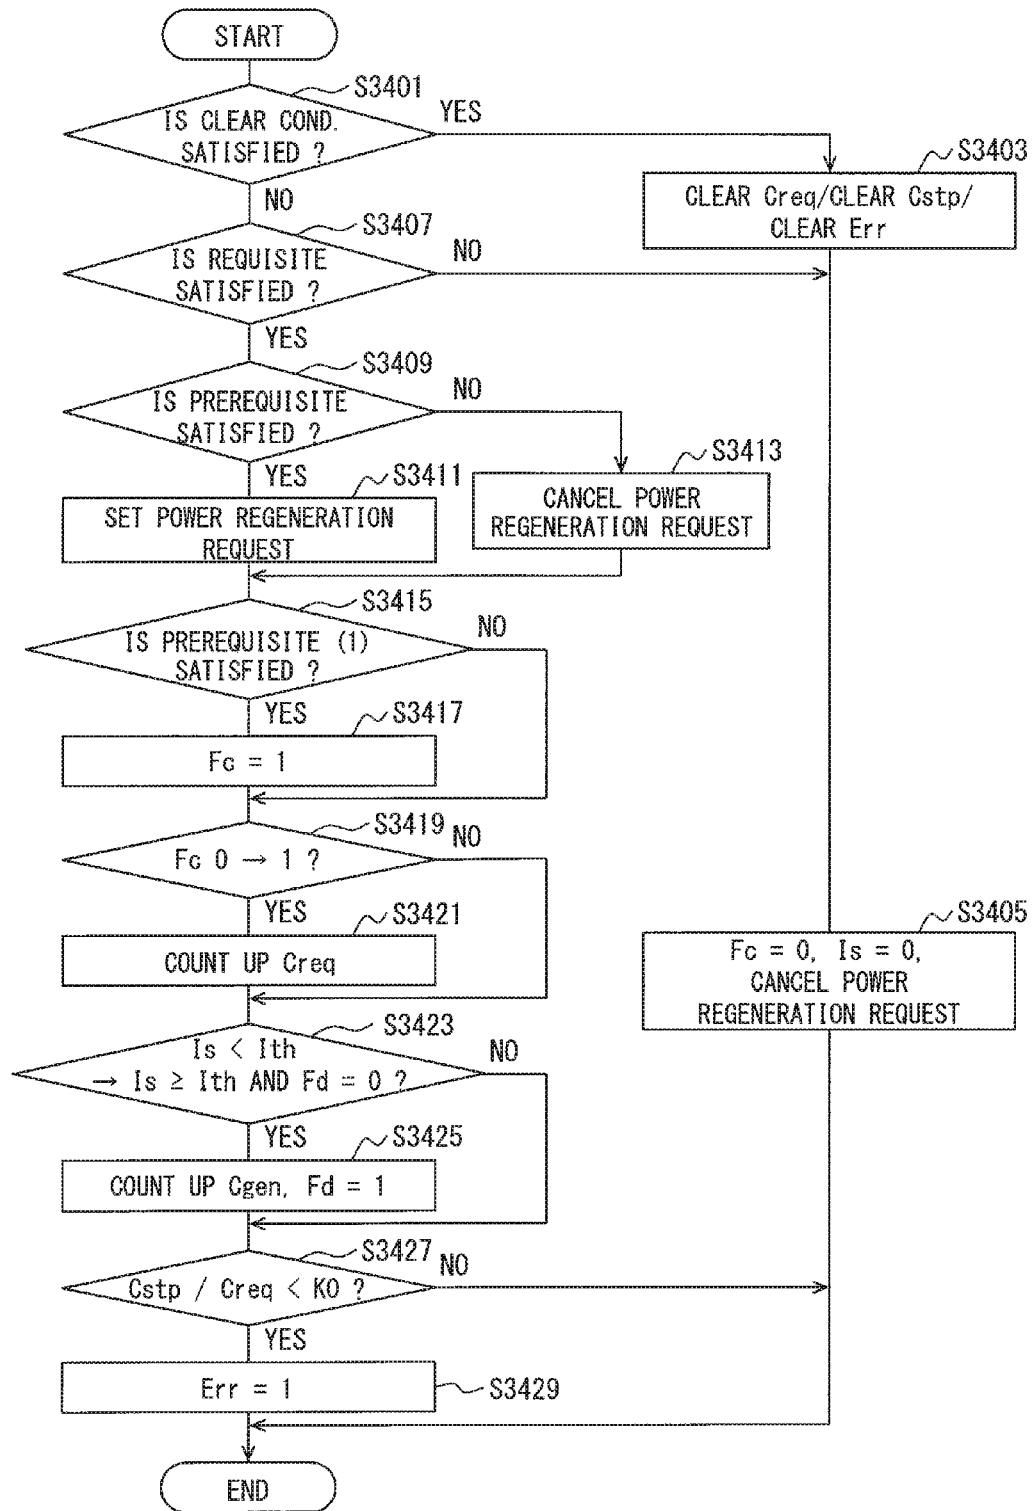 START
S3401
IS CLEAR COND.
SATISFIED ?
YES
S3403
CLEAR Creq/CLEAR Cstp/
CLEAR Err
NO
S3407
IS REQUISITE
SATISFIED ?
NO
YES
S3409
IS PREREQUISITE
SATISFIED ?
NO
YES
S3411
SET POWER REGENERATION
REQUEST
S3413
CANCEL POWER
REGENERATION REQUEST
S3415
IS PREREQUISITE (1)
SATISFIED ?
NO
YES
S3417
Fc = 1
S3419
Fc 0 → 1 ?
NO
YES
S3421
COUNT UP Creq
S3405
Fc = 0, Is = 0,
CANCEL POWER
REGENERATION REQUEST
S3423
Is < Ith
→ Is ≥ Ith AND Fd = 0 ?
NO
YES
S3425
COUNT UP Cgen, Fd = 1
S3427
Cstp / Creq < K0 ?
NO
YES
Err = 1
S3429
END